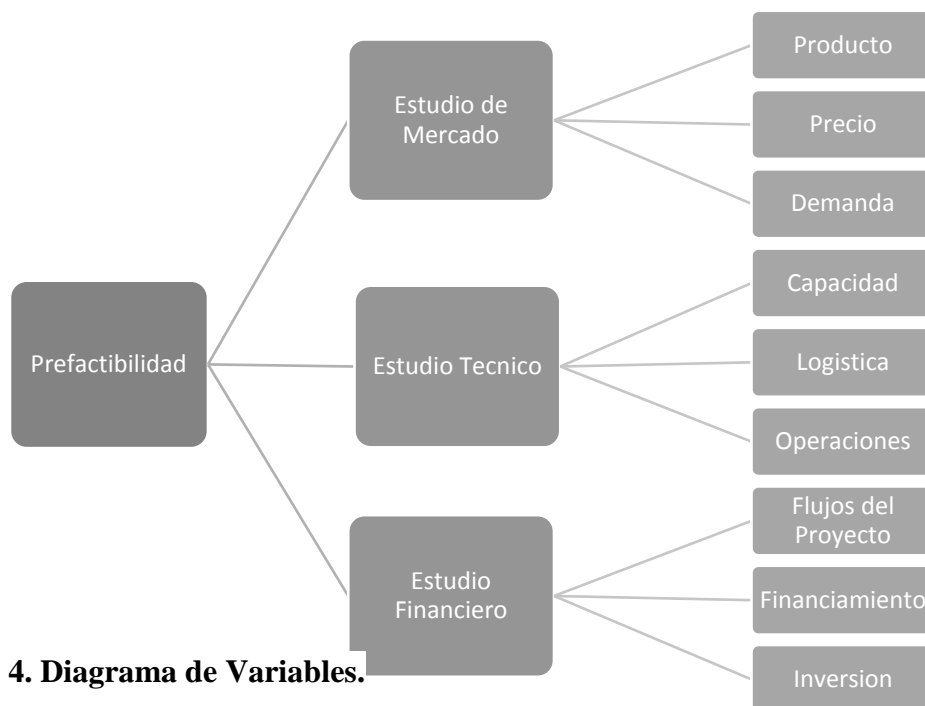 Prefactibilidad
Estudio de
Mercado
Producto
Precio
Demanda
Estudio Tecnico
Capacidad
Logistica
Operaciones
Estudio
Financiero
Flujos del
Proyecto
Financiamiento
Inversion
4. Diagrama de Variables.